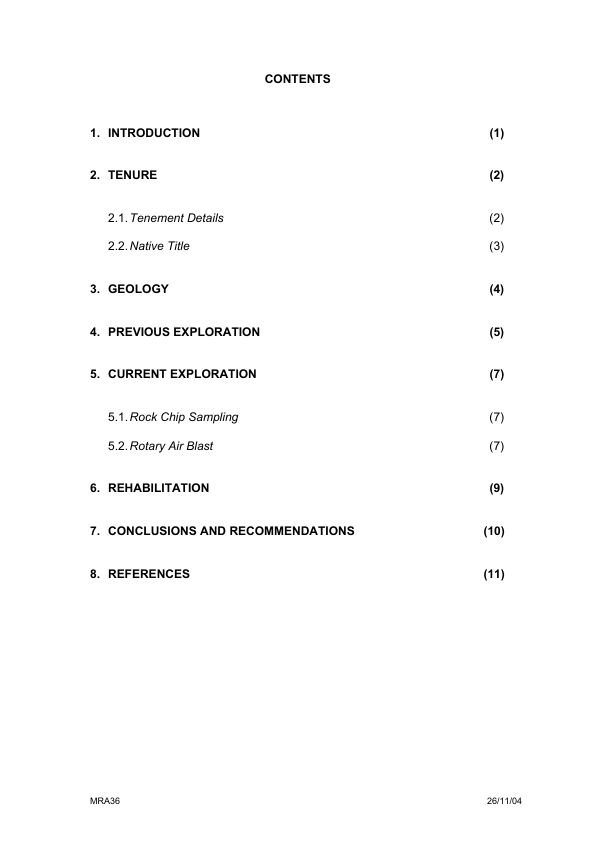 CONTENTS
1. INTRODUCTION (1)
2. TENURE (2)
2.1. Tenement Details (2)
2.2. Native Title (3)
3. GEOLOGY (4)
4. PREVIOUS EXPLORATION (5)
5. CURRENT EXPLORATION (7)
5.1. Rock Chip Sampling (7)
5.2. Rotary Air Blast (7)
6. REHABILITATION (9)
7. CONCLUSIONS AND RECOMMENDATIONS (10)
8. REFERENCES (11)
MRA36 26/11/04